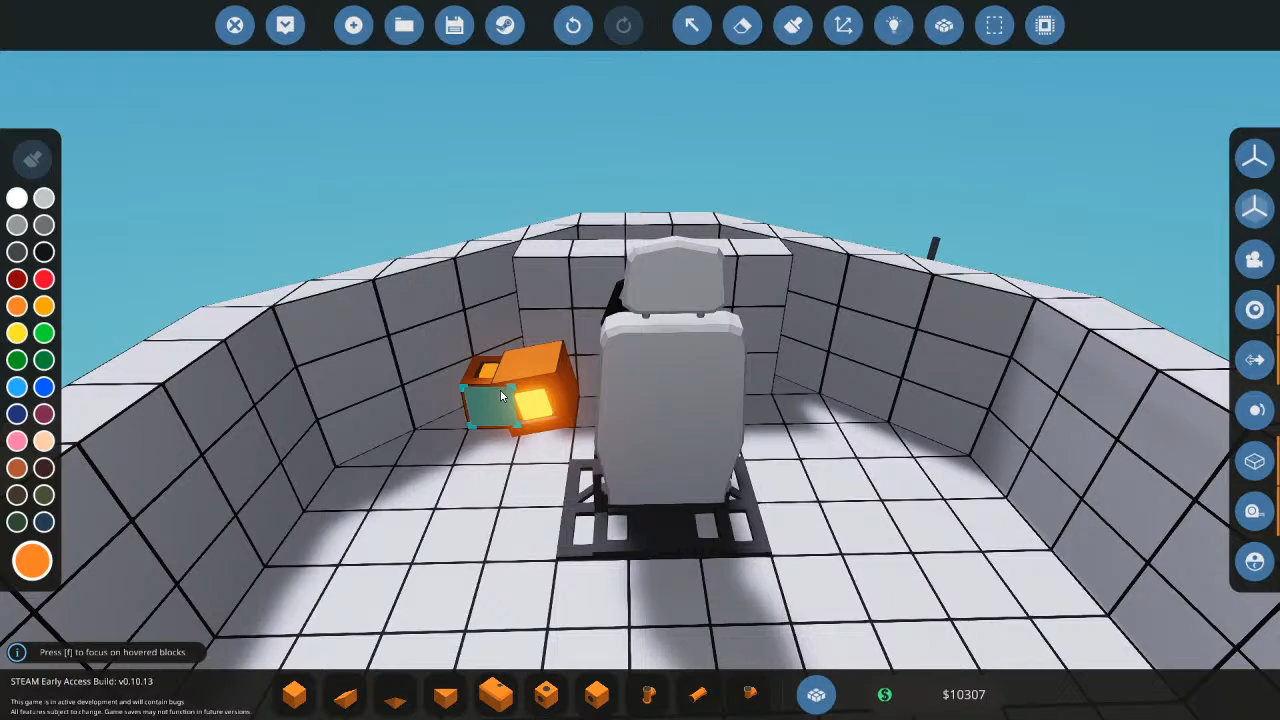 Press [f] to focus on hovered blocks
STEAM Early Access Build: v0.10.13
This game is in active development and will contain bugs
All features subject to change. Game saves may not function in future versions.
$10307